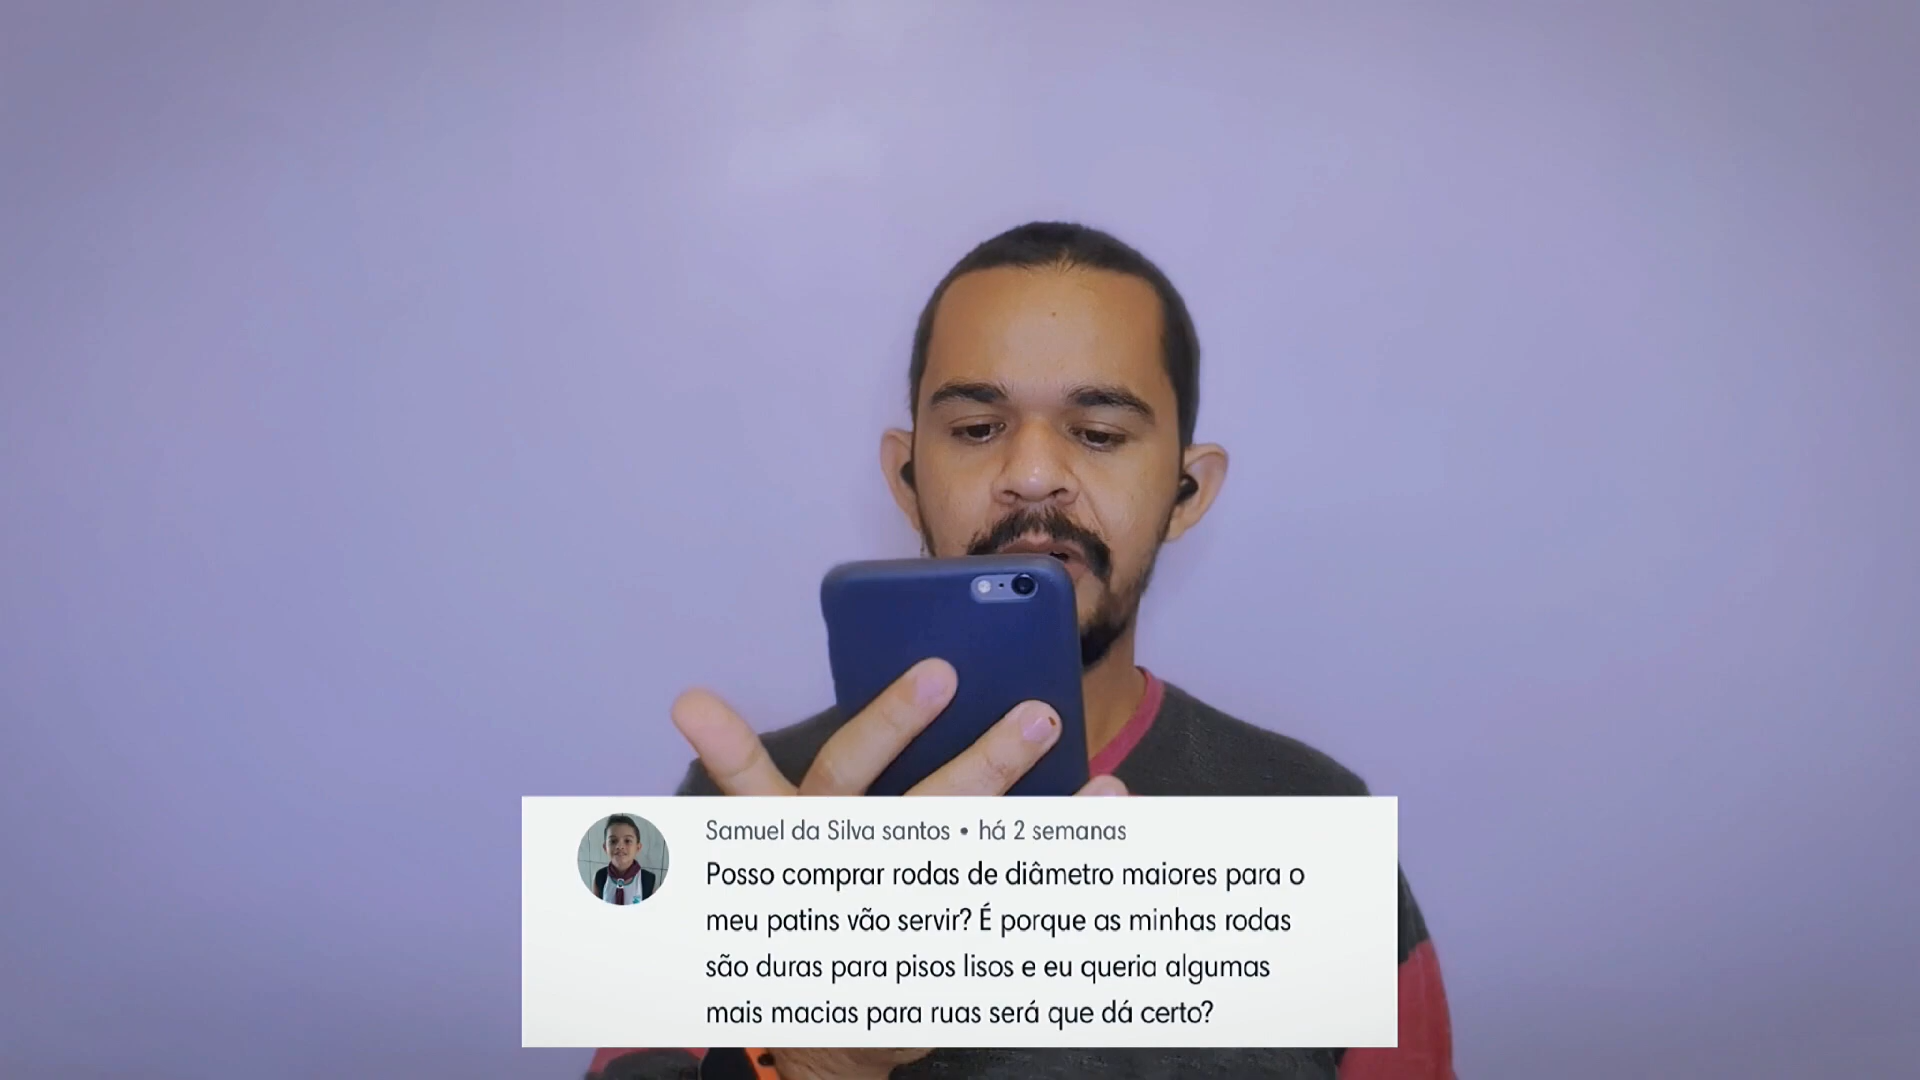 Samuel da Silva santos • há 2 semanas
Posso comprar rodas de diâmetro maiores para o
meu patins vão servir? É porque as minhas rodas
são duras para pisos lisos e eu queria algumas
mais macias para ruas será que dá certo?